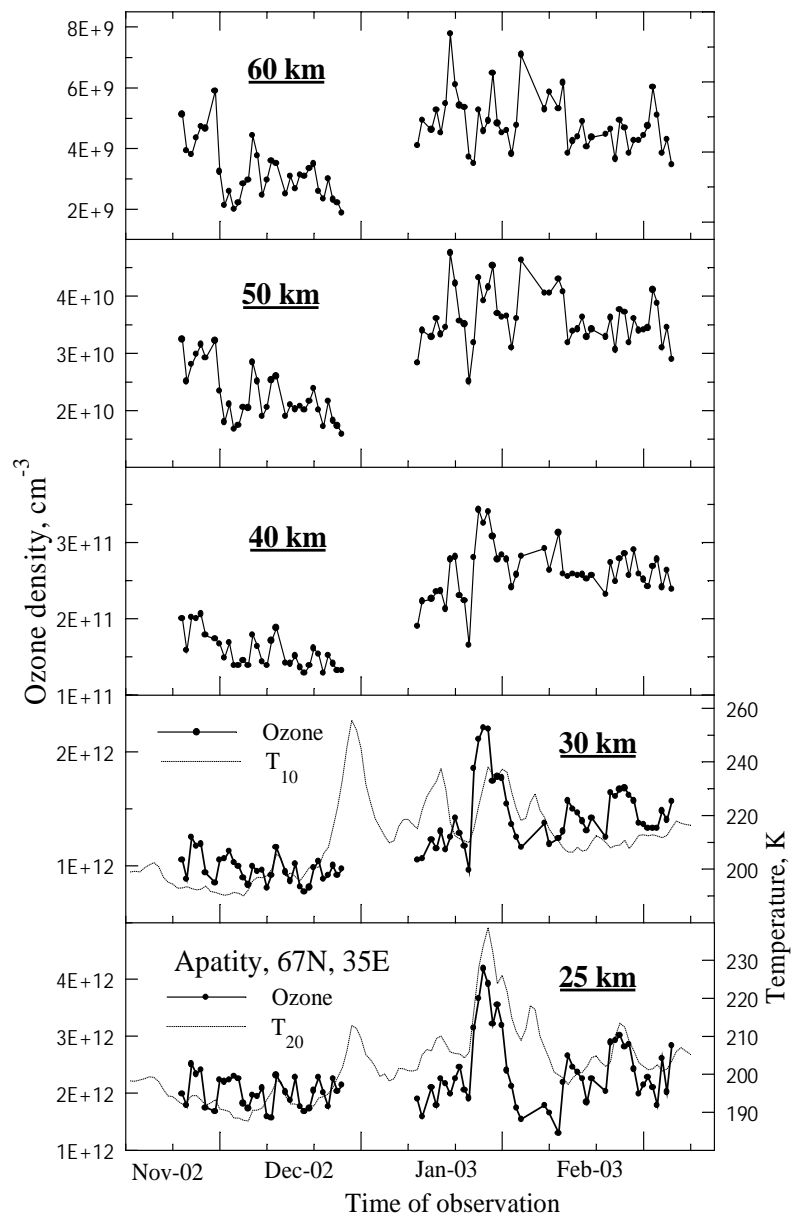 8E+9
60 km
6E+9
4E+9
2E+9
50 km
4E+10
3E+10
2E+10
40 km
3E+11
2E+11
1E+11
Ozone density, cm-3
Ozone
T10
30 km
2E+12
1E+12
260
250
240
230
220
210
200
190
Temperature, K
Apatity, 67N, 35E
Ozone
T20
25 km
4E+12
3E+12
2E+12
1E+12
230
220
210
200
190
Nov-02 Dec-02 Jan-03 Feb-03
Time of observation